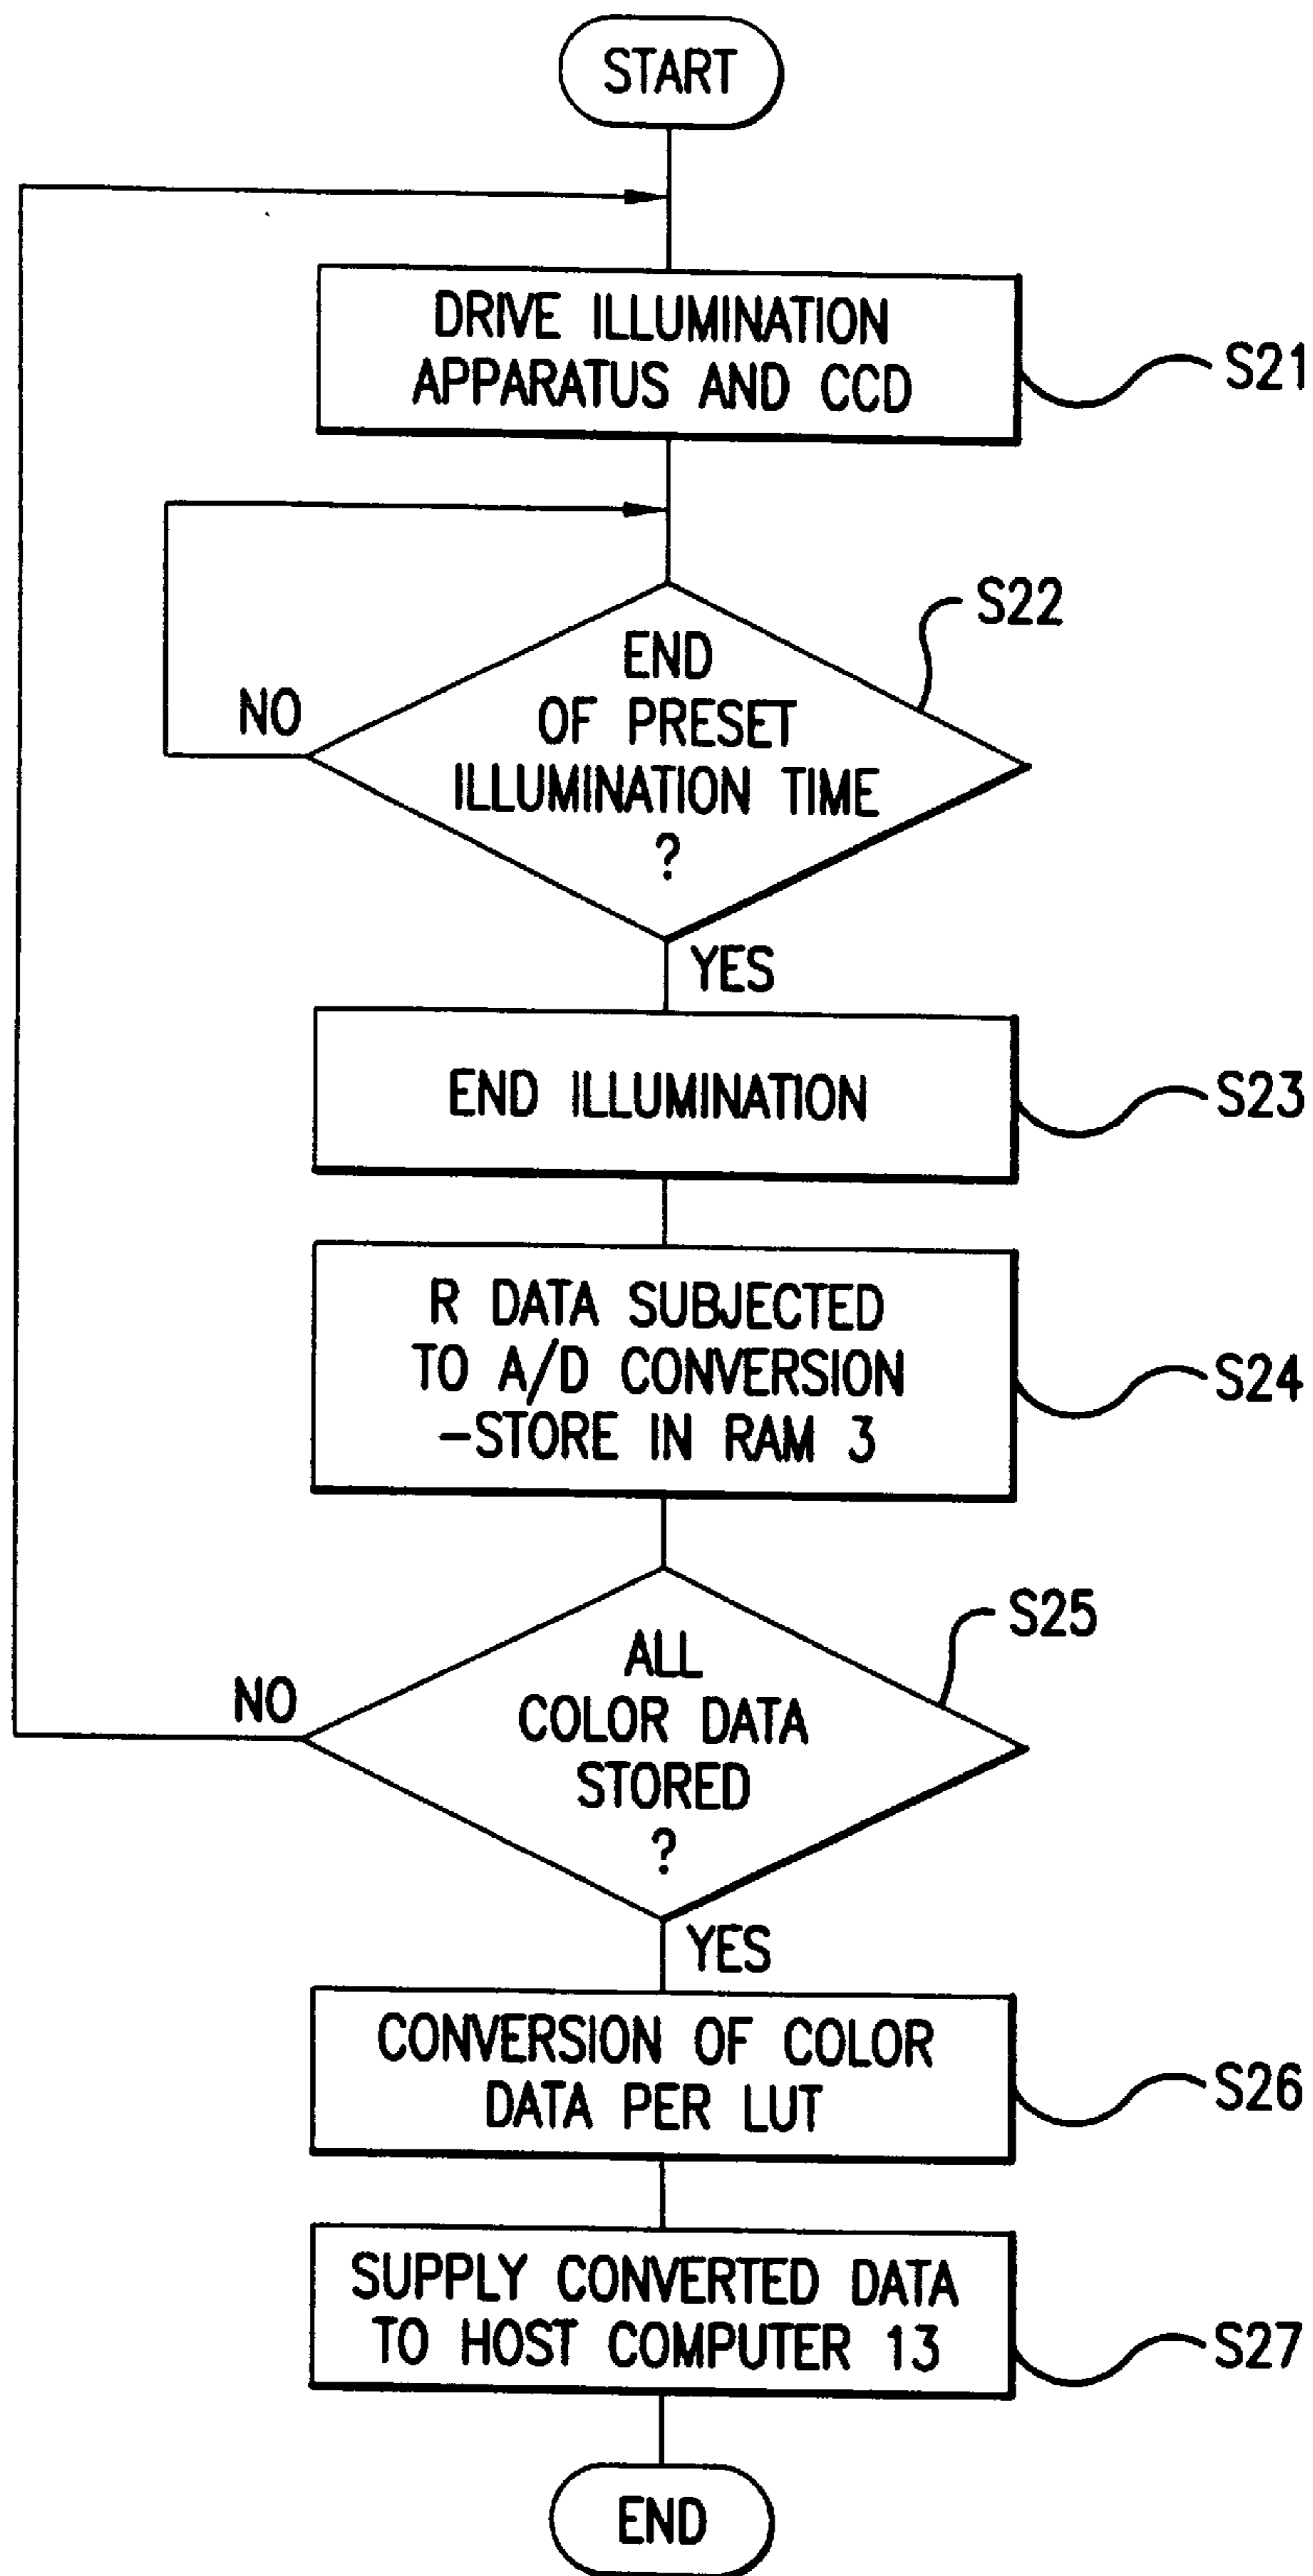 START
DRIVE ILLUMINATION
APPARATUS AND CCD
S21
S22
END
OF PRESET
ILLUMINATION TIME
?
NO
YES
END ILLUMINATION
S23
R DATA SUBJECTED
TO A/D CONVERSION
-STORE IN RAM 3
S24
S25
ALL
COLOR DATA
STORED
?
NO
YES
CONVERSION OF COLOR
DATA PER LUT
S26
SUPPLY CONVERTED DATA
TO HOST COMPUTER 13
S27
END